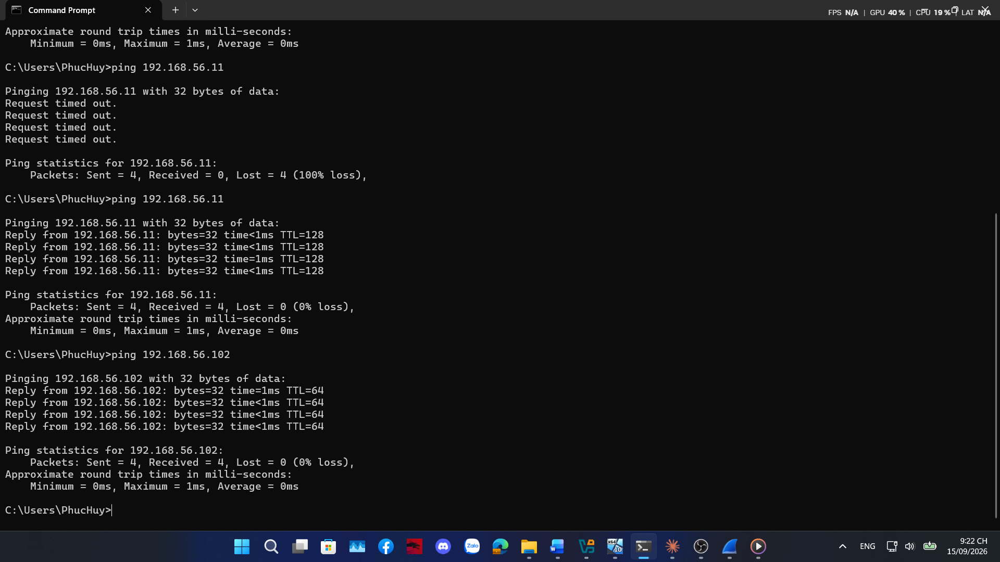 Command Prompt
FPS N/A | GPU 40 % | CPU 19 % | LAT N/A
Approximate round trip times in milli-seconds:
    Minimum = 0ms, Maximum = 1ms, Average = 0ms
C:\Users\PhucHuy>ping 192.168.56.11
Pinging 192.168.56.11 with 32 bytes of data:
Request timed out.
Request timed out.
Request timed out.
Request timed out.
Ping statistics for 192.168.56.11:
    Packets: Sent = 4, Received = 0, Lost = 4 (100% loss),
C:\Users\PhucHuy>ping 192.168.56.11
Pinging 192.168.56.11 with 32 bytes of data:
Reply from 192.168.56.11: bytes=32 time<1ms TTL=128
Reply from 192.168.56.11: bytes=32 time<1ms TTL=128
Reply from 192.168.56.11: bytes=32 time=1ms TTL=128
Reply from 192.168.56.11: bytes=32 time<1ms TTL=128
Ping statistics for 192.168.56.11:
    Packets: Sent = 4, Received = 4, Lost = 0 (0% loss),
Approximate round trip times in milli-seconds:
    Minimum = 0ms, Maximum = 1ms, Average = 0ms
C:\Users\PhucHuy>ping 192.168.56.102
Pinging 192.168.56.102 with 32 bytes of data:
Reply from 192.168.56.102: bytes=32 time=1ms TTL=64
Reply from 192.168.56.102: bytes=32 time<1ms TTL=64
Reply from 192.168.56.102: bytes=32 time<1ms TTL=64
Reply from 192.168.56.102: bytes=32 time<1ms TTL=64
Ping statistics for 192.168.56.102:
    Packets: Sent = 4, Received = 4, Lost = 0 (0% loss),
Approximate round trip times in milli-seconds:
    Minimum = 0ms, Maximum = 1ms, Average = 0ms
C:\Users\PhucHuy>
Zalo
W
x64
10
ENG
9:22 CH
15/09/2026